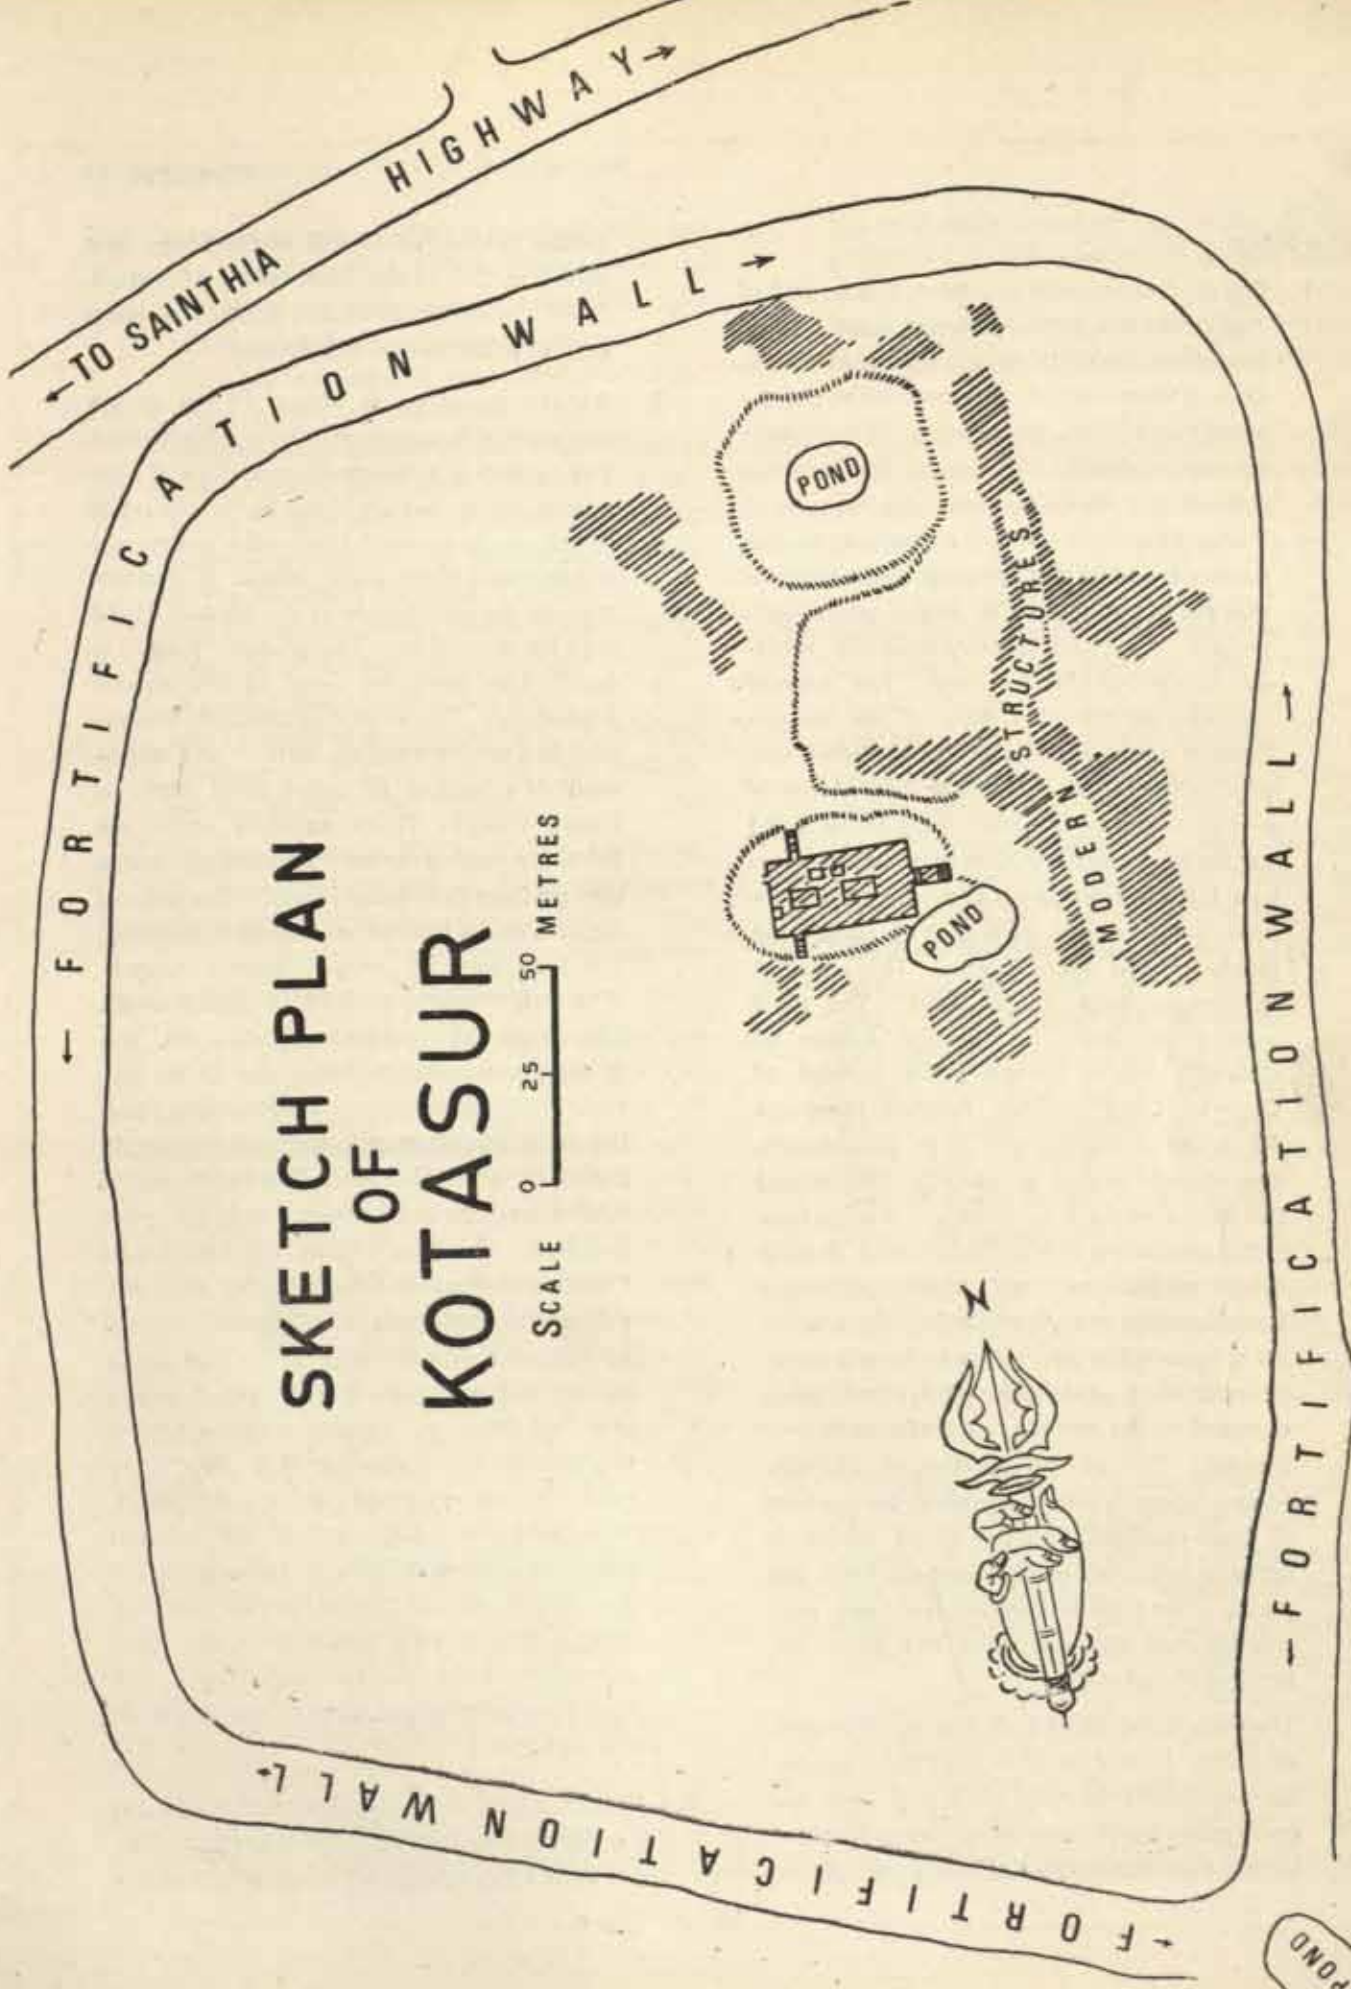 ←TO SAINTHIA
HIGHWAY→
← FORTIFICATION WALL →
SKETCH PLAN
OF
KOTASUR
SCALE 0 25 50 METRES
POND
MODERN STRUCTURES
POND
N
←FORTIFICATION WALL→
←FORTIFICATION WALL→
POND